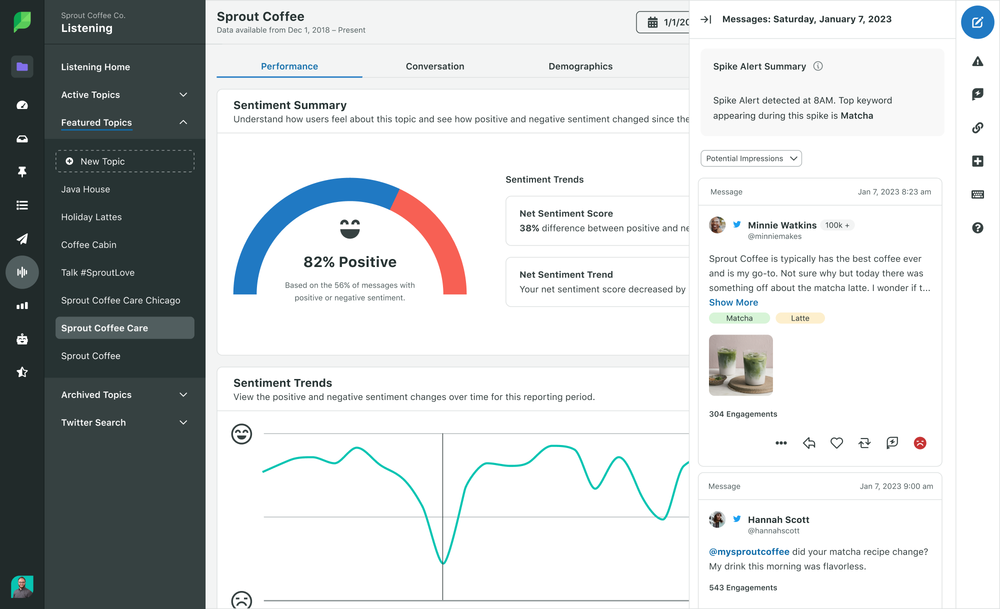 Sprout Coffee Co.
Listening
Listening Home
Active Topics
Featured Topics
New Topic
Java House
Holiday Lattes
Coffee Cabin
Talk #SproutLove
Sprout Coffee Care Chicago
Sprout Coffee Care
Sprout Coffee
Archived Topics
Twitter Search
Sprout Coffee
Data available from Dec 1, 2018 – Present
1/1/20
Performance
Conversation
Demographics
Sentiment Summary
Understand how users feel about this topic and see how positive and negative sentiment changed since the
82% Positive
Based on the 56% of messages with
positive or negative sentiment.
Sentiment Trends
Net Sentiment Score
38% difference between positive and ne
Net Sentiment Trend
Your net sentiment score decreased by
Sentiment Trends
View the positive and negative sentiment changes over time for this reporting period.
Messages: Saturday, January 7, 2023
Spike Alert Summary
Spike Alert detected at 8AM. Top keyword
appearing during this spike is Matcha
Potential Impressions
Message
Jan 7, 2023 8:23 am
Minnie Watkins
100k +
@minniemakes
Sprout Coffee is typically has the best coffee ever
and is my go-to. Not sure why but today there was
something off about the matcha latte. I wonder if t...
Show More
Matcha
Latte
304 Engagements
Message
Jan 7, 2023 9:00 am
Hannah Scott
@hannahscott
@mysproutcoffee did your matcha recipe change?
My drink this morning was flavorless.
543 Engagements